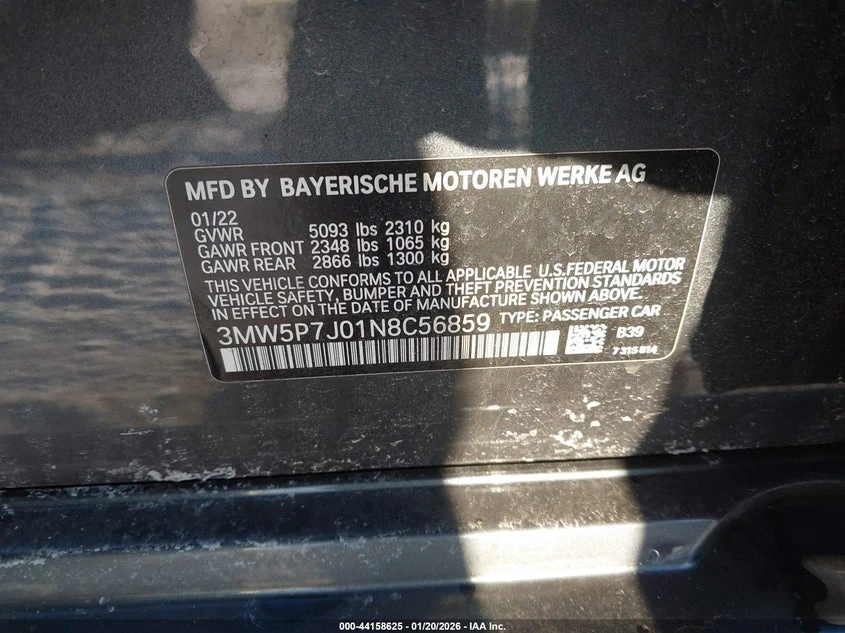 MFD BY BAYERISCHE MOTOREN WERKE AG
01/22
GVWR 5093 lbs 2310 kg
GAWR FRONT 2348 lbs 1065 kg
GAWR REAR 2866 lbs 1300 kg
THIS VEHICLE CONFORMS TO ALL APPLICABLE U.S.FEDERAL MOTOR
VEHICLE SAFETY, BUMPER AND THEFT PREVENTION STANDARDS
IN EFFECT ON THE DATE OF MANUFACTURE SHOWN ABOVE.
3MW5P7J01N8C56859 TYPE: PASSENGER CAR
B39
7315814
000-44158625 - 01/20/2026 - IAA Inc.